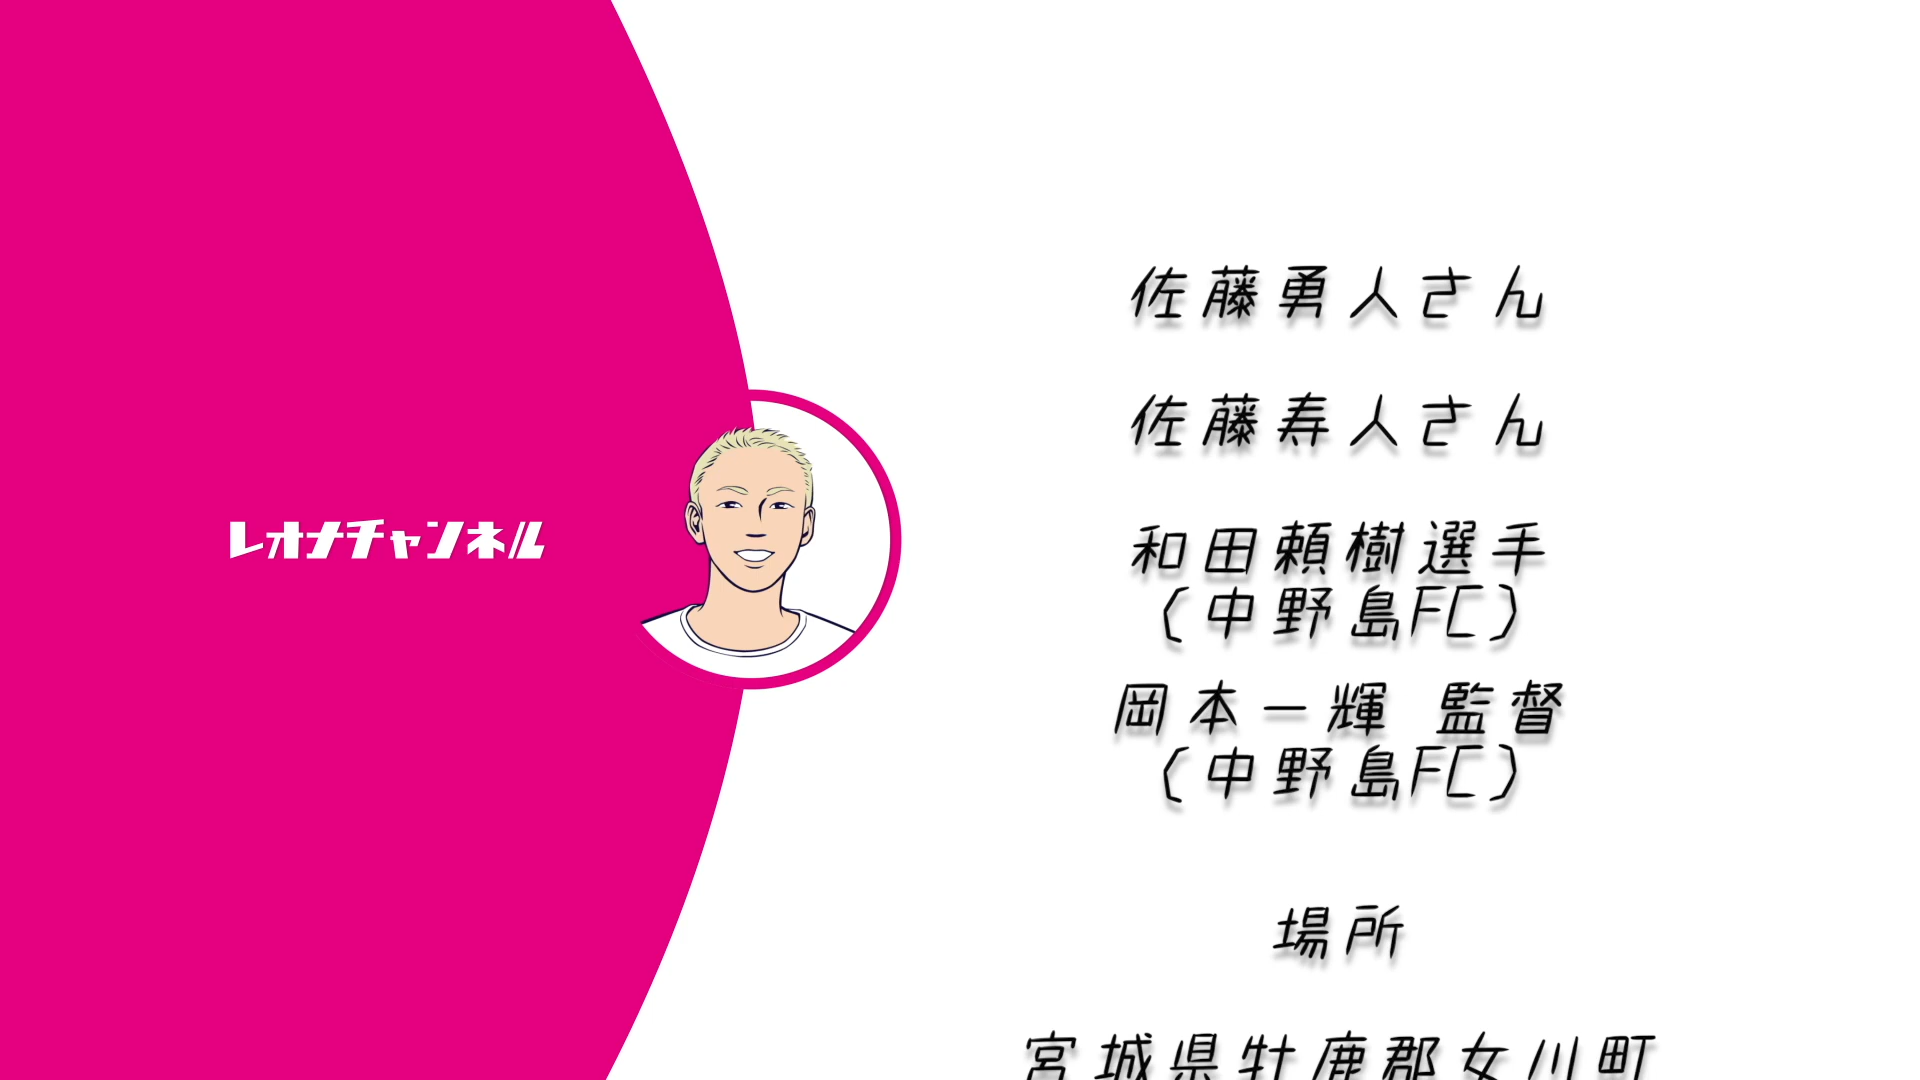 レオナチャンネル
佐藤勇人さん
佐藤寿人さん
和田頼樹選手
(中野島FC)
岡本一輝 監督
(中野島FC)
場所
宮城県牡鹿郡女川町